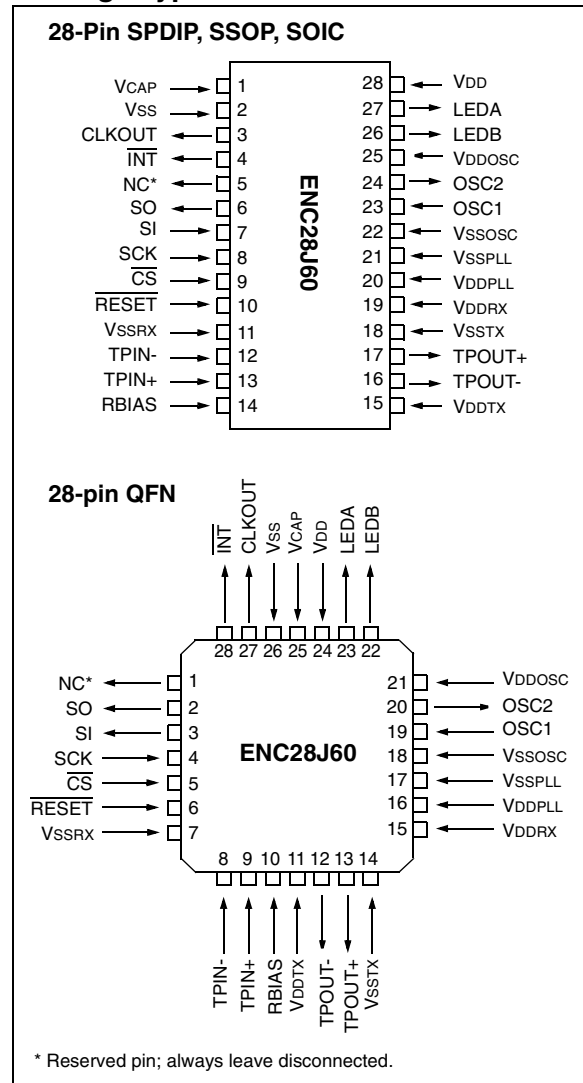 28-Pin SPDIP, SSOP, SOIC
VCAP 1 28 VDD
VSS 2 27 LEDA
CLKOUT 3 26 LEDB
INT 4 25 VDDOSC
NC* 5 24 OSC2
SO 6 23 OSC1
SI 7 22 VSSOSC
SCK 8 21 VSSPLL
CS 9 20 VDDPLL
RESET 10 19 VDDRX
VSSRX 11 18 VSSTX
TPIN- 12 17 TPOUT+
TPIN+ 13 16 TPOUT-
RBIAS 14 15 VDDTX
ENC28J60
28-pin QFN
INT CLKOUT VSS VCAP VDD LEDA LEDB
28 27 26 25 24 23 22
NC* 1 21 VDDOSC
SO 2 20 OSC2
SI 3 19 OSC1
SCK 4 18 VSSOSC
CS 5 17 VSSPLL
RESET 6 16 VDDPLL
VSSRX 7 15 VDDRX
ENC28J60
8 9 10 11 12 13 14
TPIN- TPIN+ RBIAS VDDTX TPOUT- TPOUT+ VSSTX
* Reserved pin; always leave disconnected.